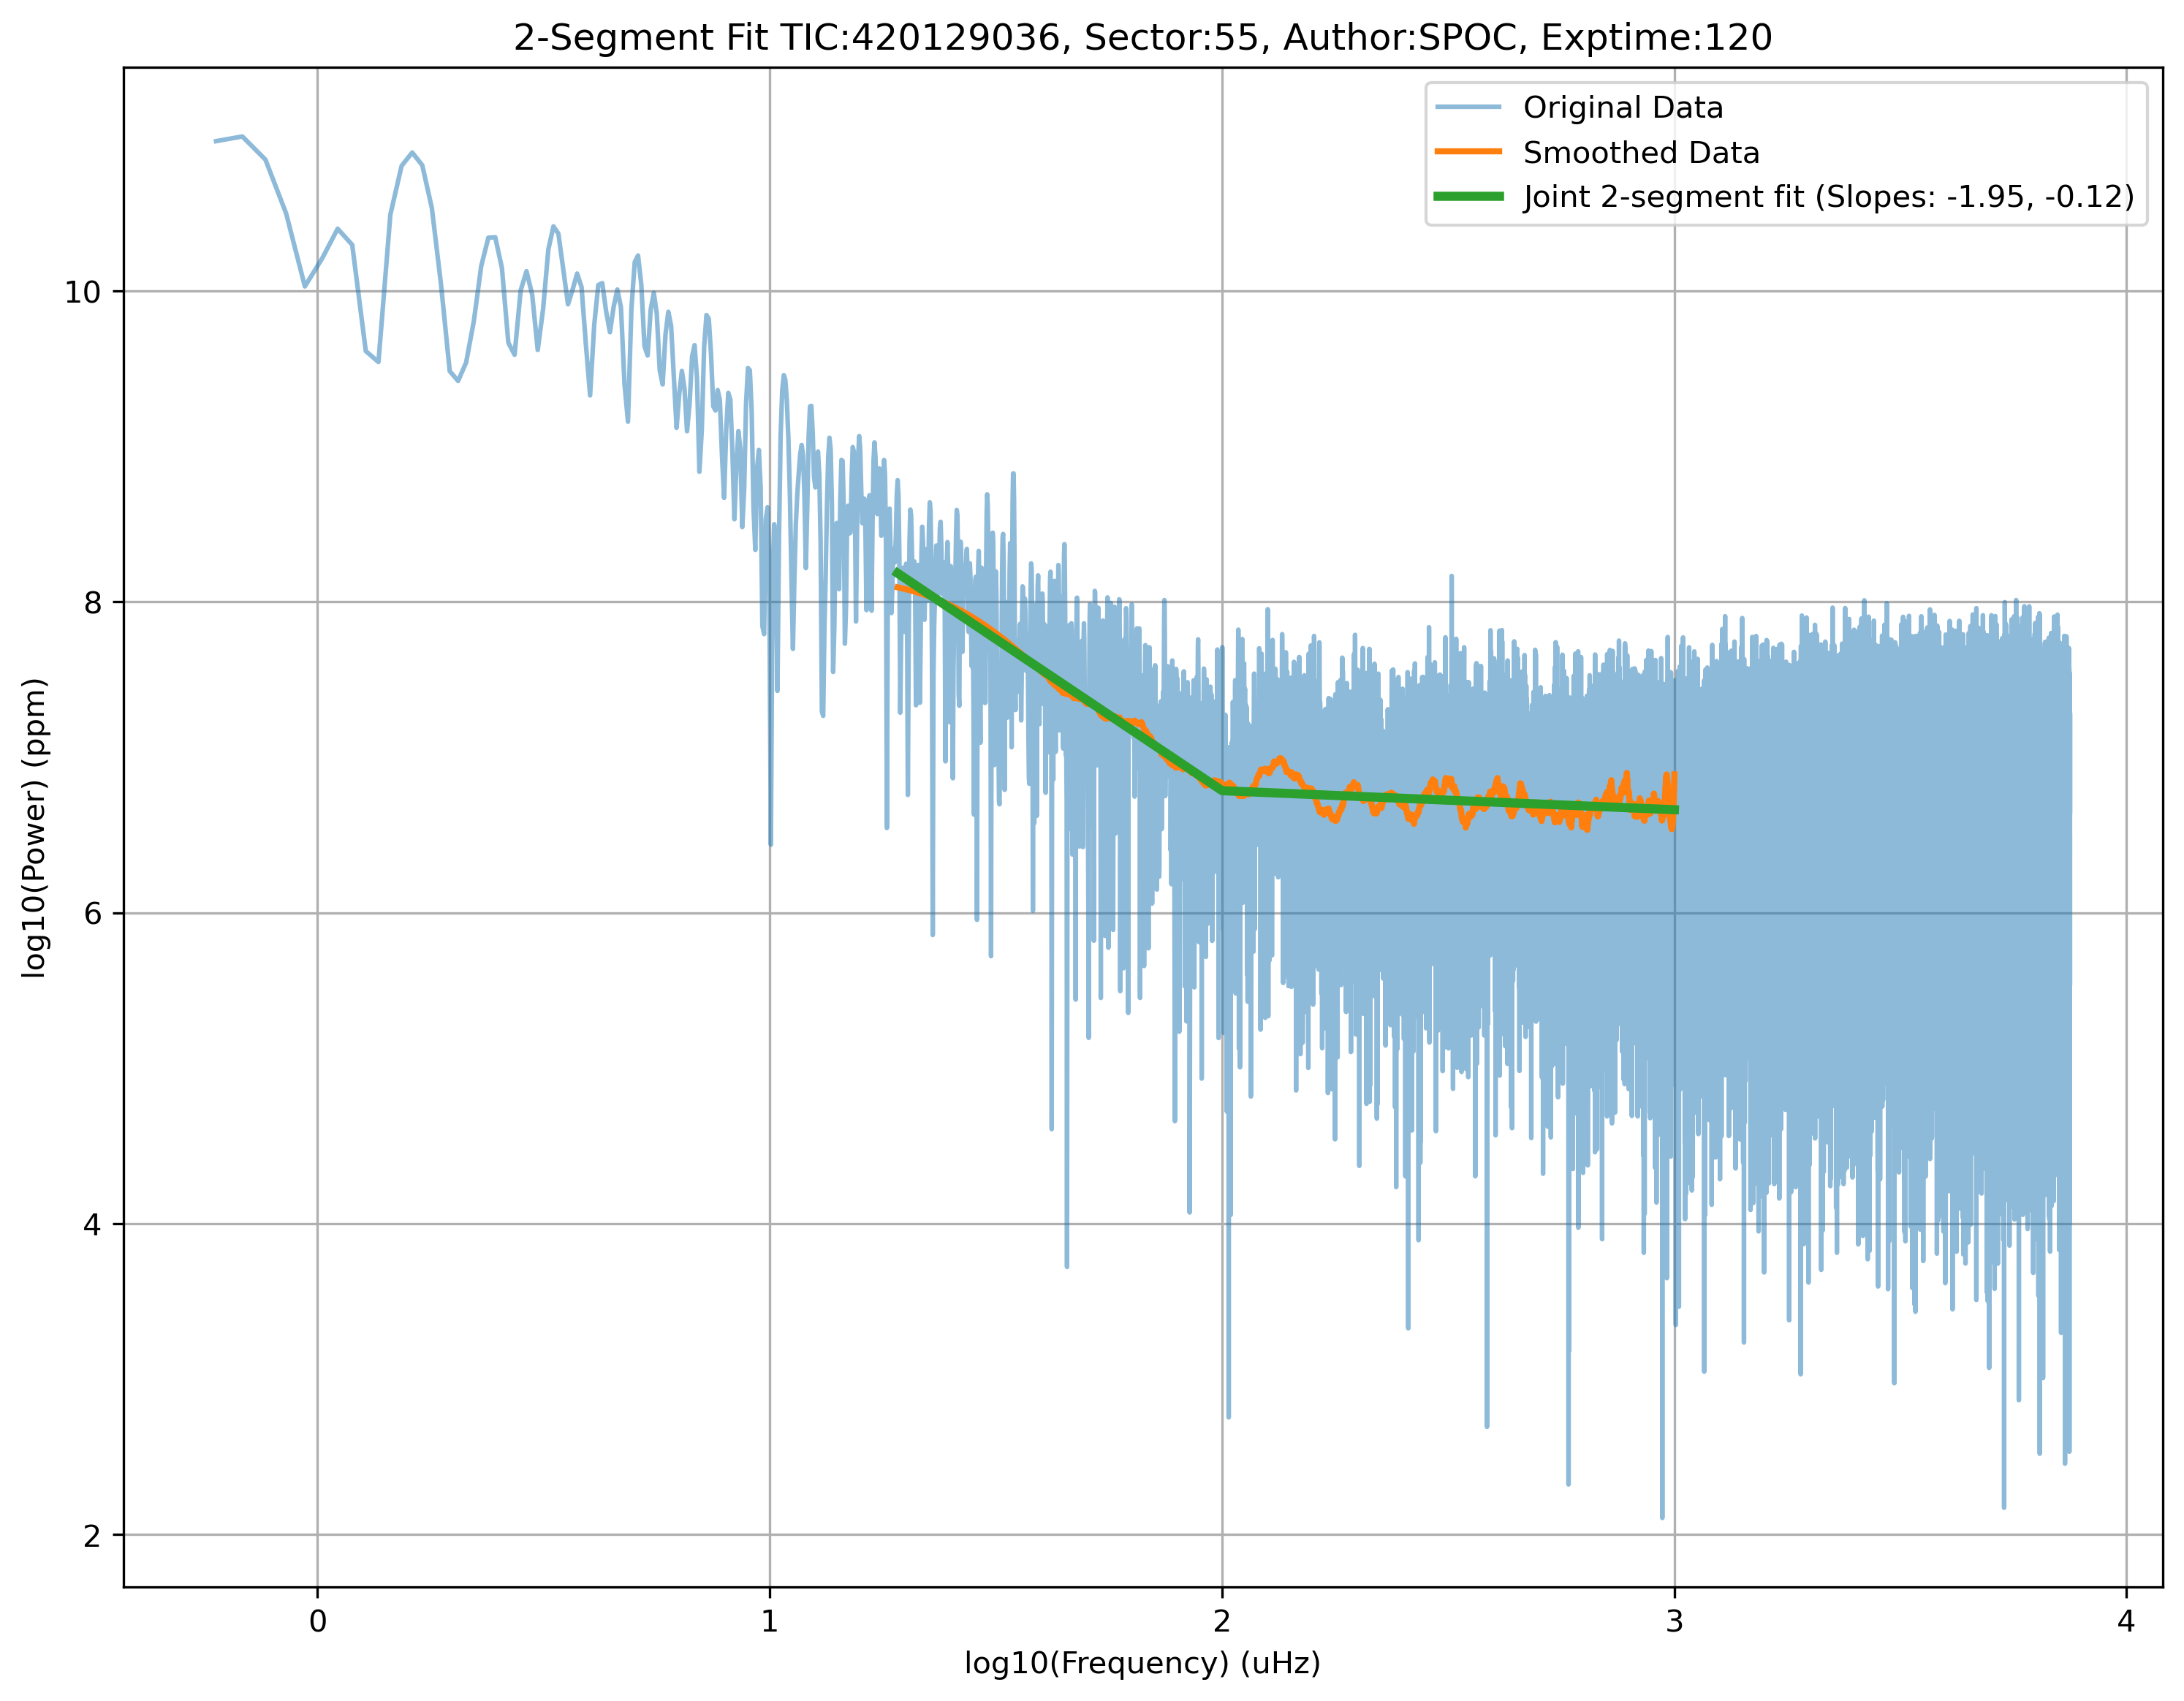 2-Segment Fit TIC:420129036, Sector:55, Author:SPOC, Exptime:120
Original Data
Smoothed Data
Joint 2-segment fit (Slopes: -1.95, -0.12)
10
8
6
4
2
log10(Power) (ppm)
0 1 2 3 4
log10(Frequency) (uHz)